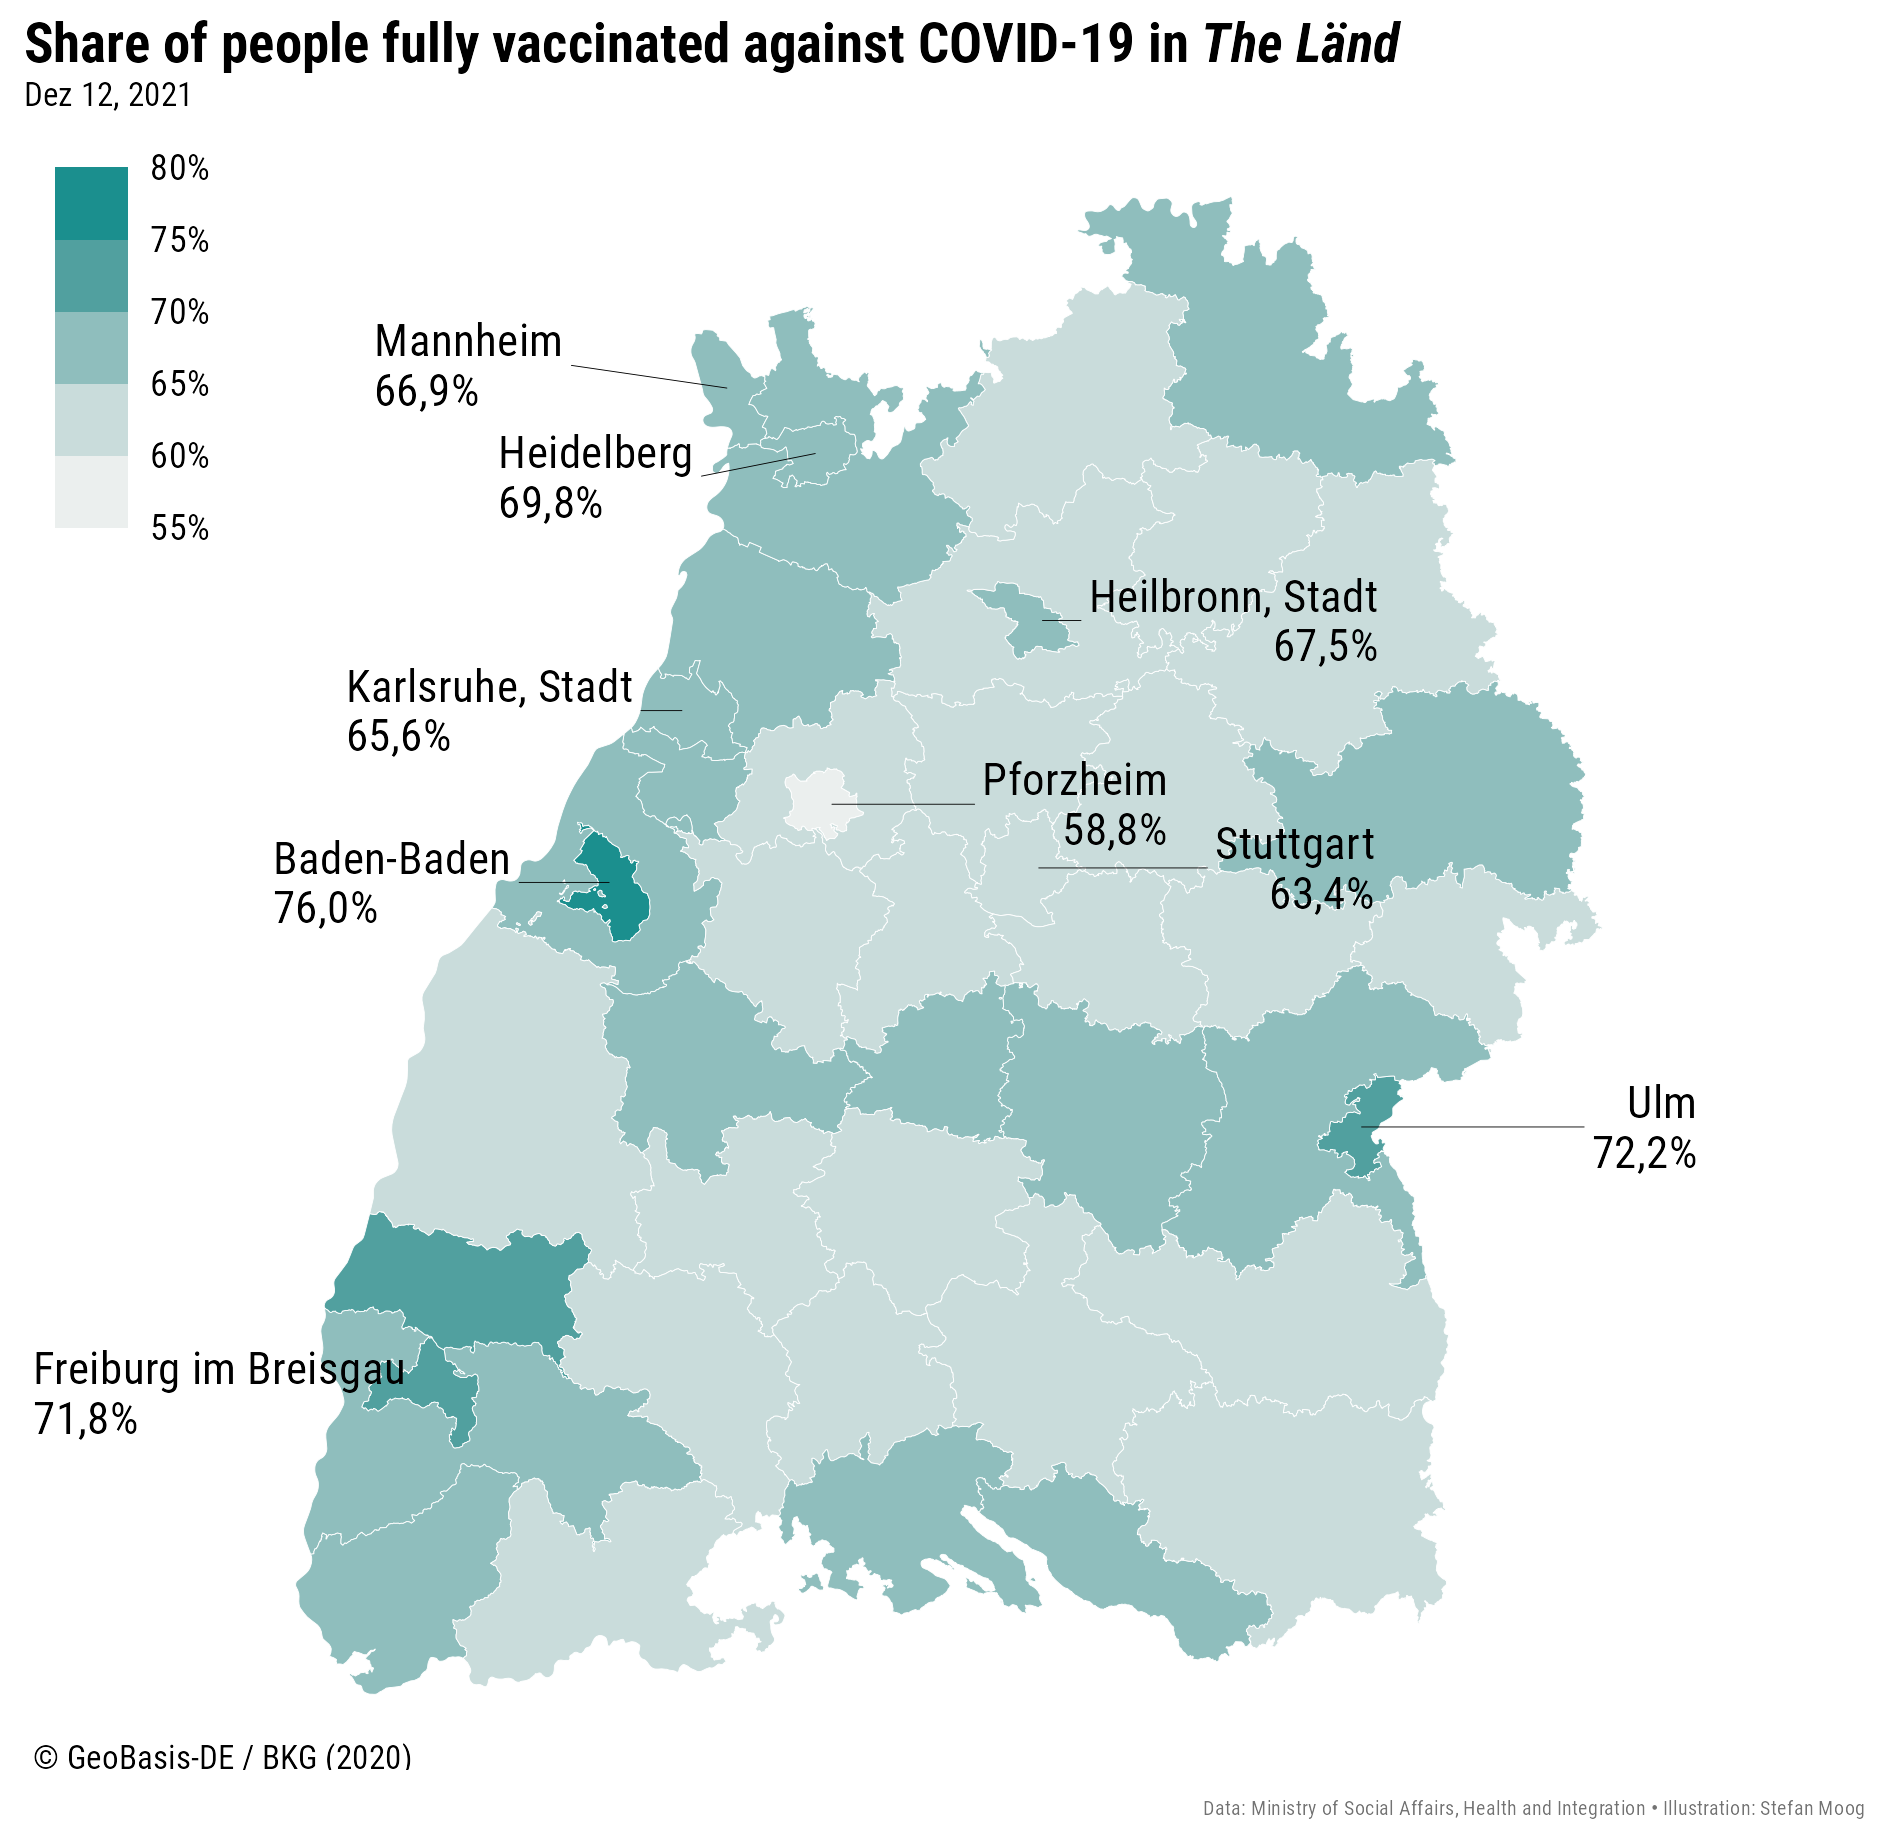 Share of people fully vaccinated against COVID-19 in The Länd
Dez 12, 2021
80%
75%
70%
65%
60%
55%
Mannheim
66,9%
Heidelberg
69,8%
Heilbronn, Stadt
67,5%
Karlsruhe, Stadt
65,6%
Pforzheim
58,8%
Stuttgart
63,4%
Baden-Baden
76,0%
Ulm
72,2%
Freiburg im Breisgau
71,8%
© GeoBasis-DE / BKG (2020)
Data: Ministry of Social Affairs, Health and Integration • Illustration: Stefan Moog